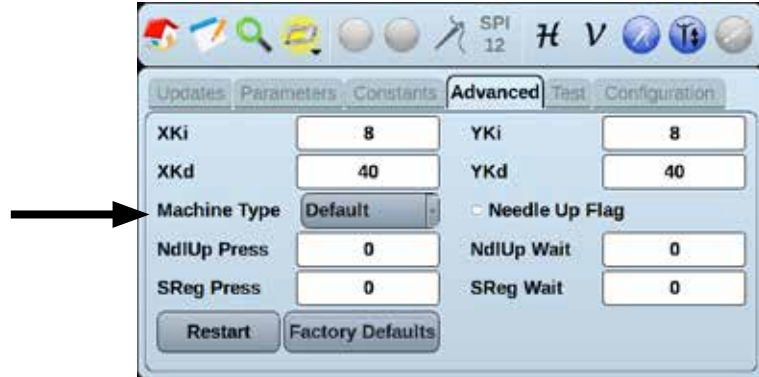 SPI
12
H V
Updates Parameters Constants Advanced Test Configuration
XKi 8 YKi 8
XKd 40 YKd 40
Machine Type Default Needle Up Flag
NdlUp Press 0 NdlUp Wait 0
SReg Press 0 SReg Wait 0
Restart Factory Defaults